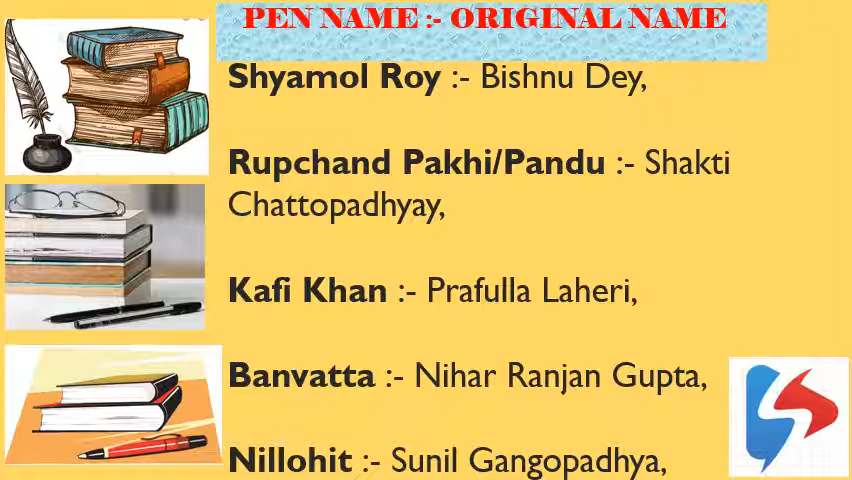 PEN NAME :- ORIGINAL NAME
Shyamol Roy :- Bishnu Dey,
Rupchand Pakhi/Pandu :- Shakti
Chattopadhyay,
Kafi Khan :- Prafulla Laheri,
Banvatta :- Nihar Ranjan Gupta,
Nillohit :- Sunil Gangopadhya,